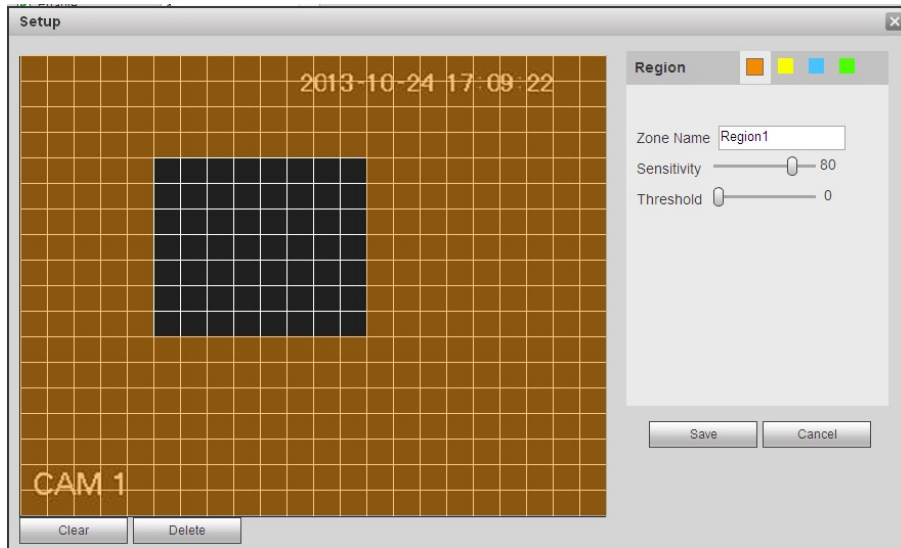 Setup
2013-10-24 17:09:22
CAM 1
Clear
Delete
Region
Zone Name Region1
Sensitivity 80
Threshold 0
Save
Cancel